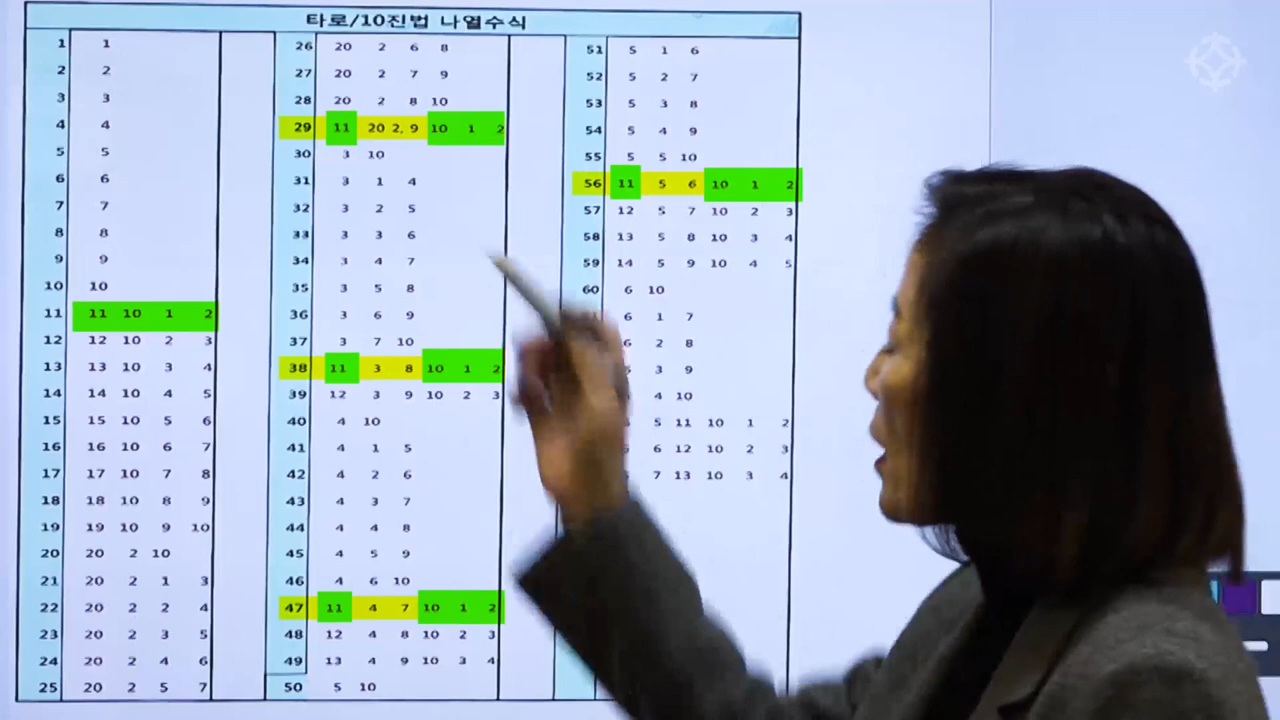 타로/10진법 나열수식
1 1
2 2
3 3
4 4
5 5
6 6
7 7
8 8
9 9
10 10
11 11 10 1 2
12 12 10 2 3
13 13 10 3 4
14 14 10 4 5
15 15 10 5 6
16 16 10 6 7
17 17 10 7 8
18 18 10 8 9
19 19 10 9 10
20 20 2 10
21 20 2 1 3
22 20 2 2 4
23 20 2 3 5
24 20 2 4 6
25 20 2 5 7
26 20 2 6 8
27 20 2 7 9
28 20 2 8 10
29 11 20 2, 9 10 1 2
30 3 10
31 3 1 4
32 3 2 5
33 3 3 6
34 3 4 7
35 3 5 8
36 3 6 9
37 3 7 10
38 11 3 8 10 1 2
39 12 3 9 10 2 3
40 4 10
41 4 1 5
42 4 2 6
43 4 3 7
44 4 4 8
45 4 5 9
46 4 6 10
47 11 4 7 10 1 2
48 12 4 8 10 2 3
49 13 4 9 10 3 4
50 5 10
51 5 1 6
52 5 2 7
53 5 3 8
54 5 4 9
55 5 5 10
56 11 5 6 10 1 2
57 12 5 7 10 2 3
58 13 5 8 10 3 4
59 14 5 9 10 4 5
60 6 10
6 1 7
6 2 8
3 9
4 10
5 11 10 1 2
6 12 10 2 3
7 13 10 3 4